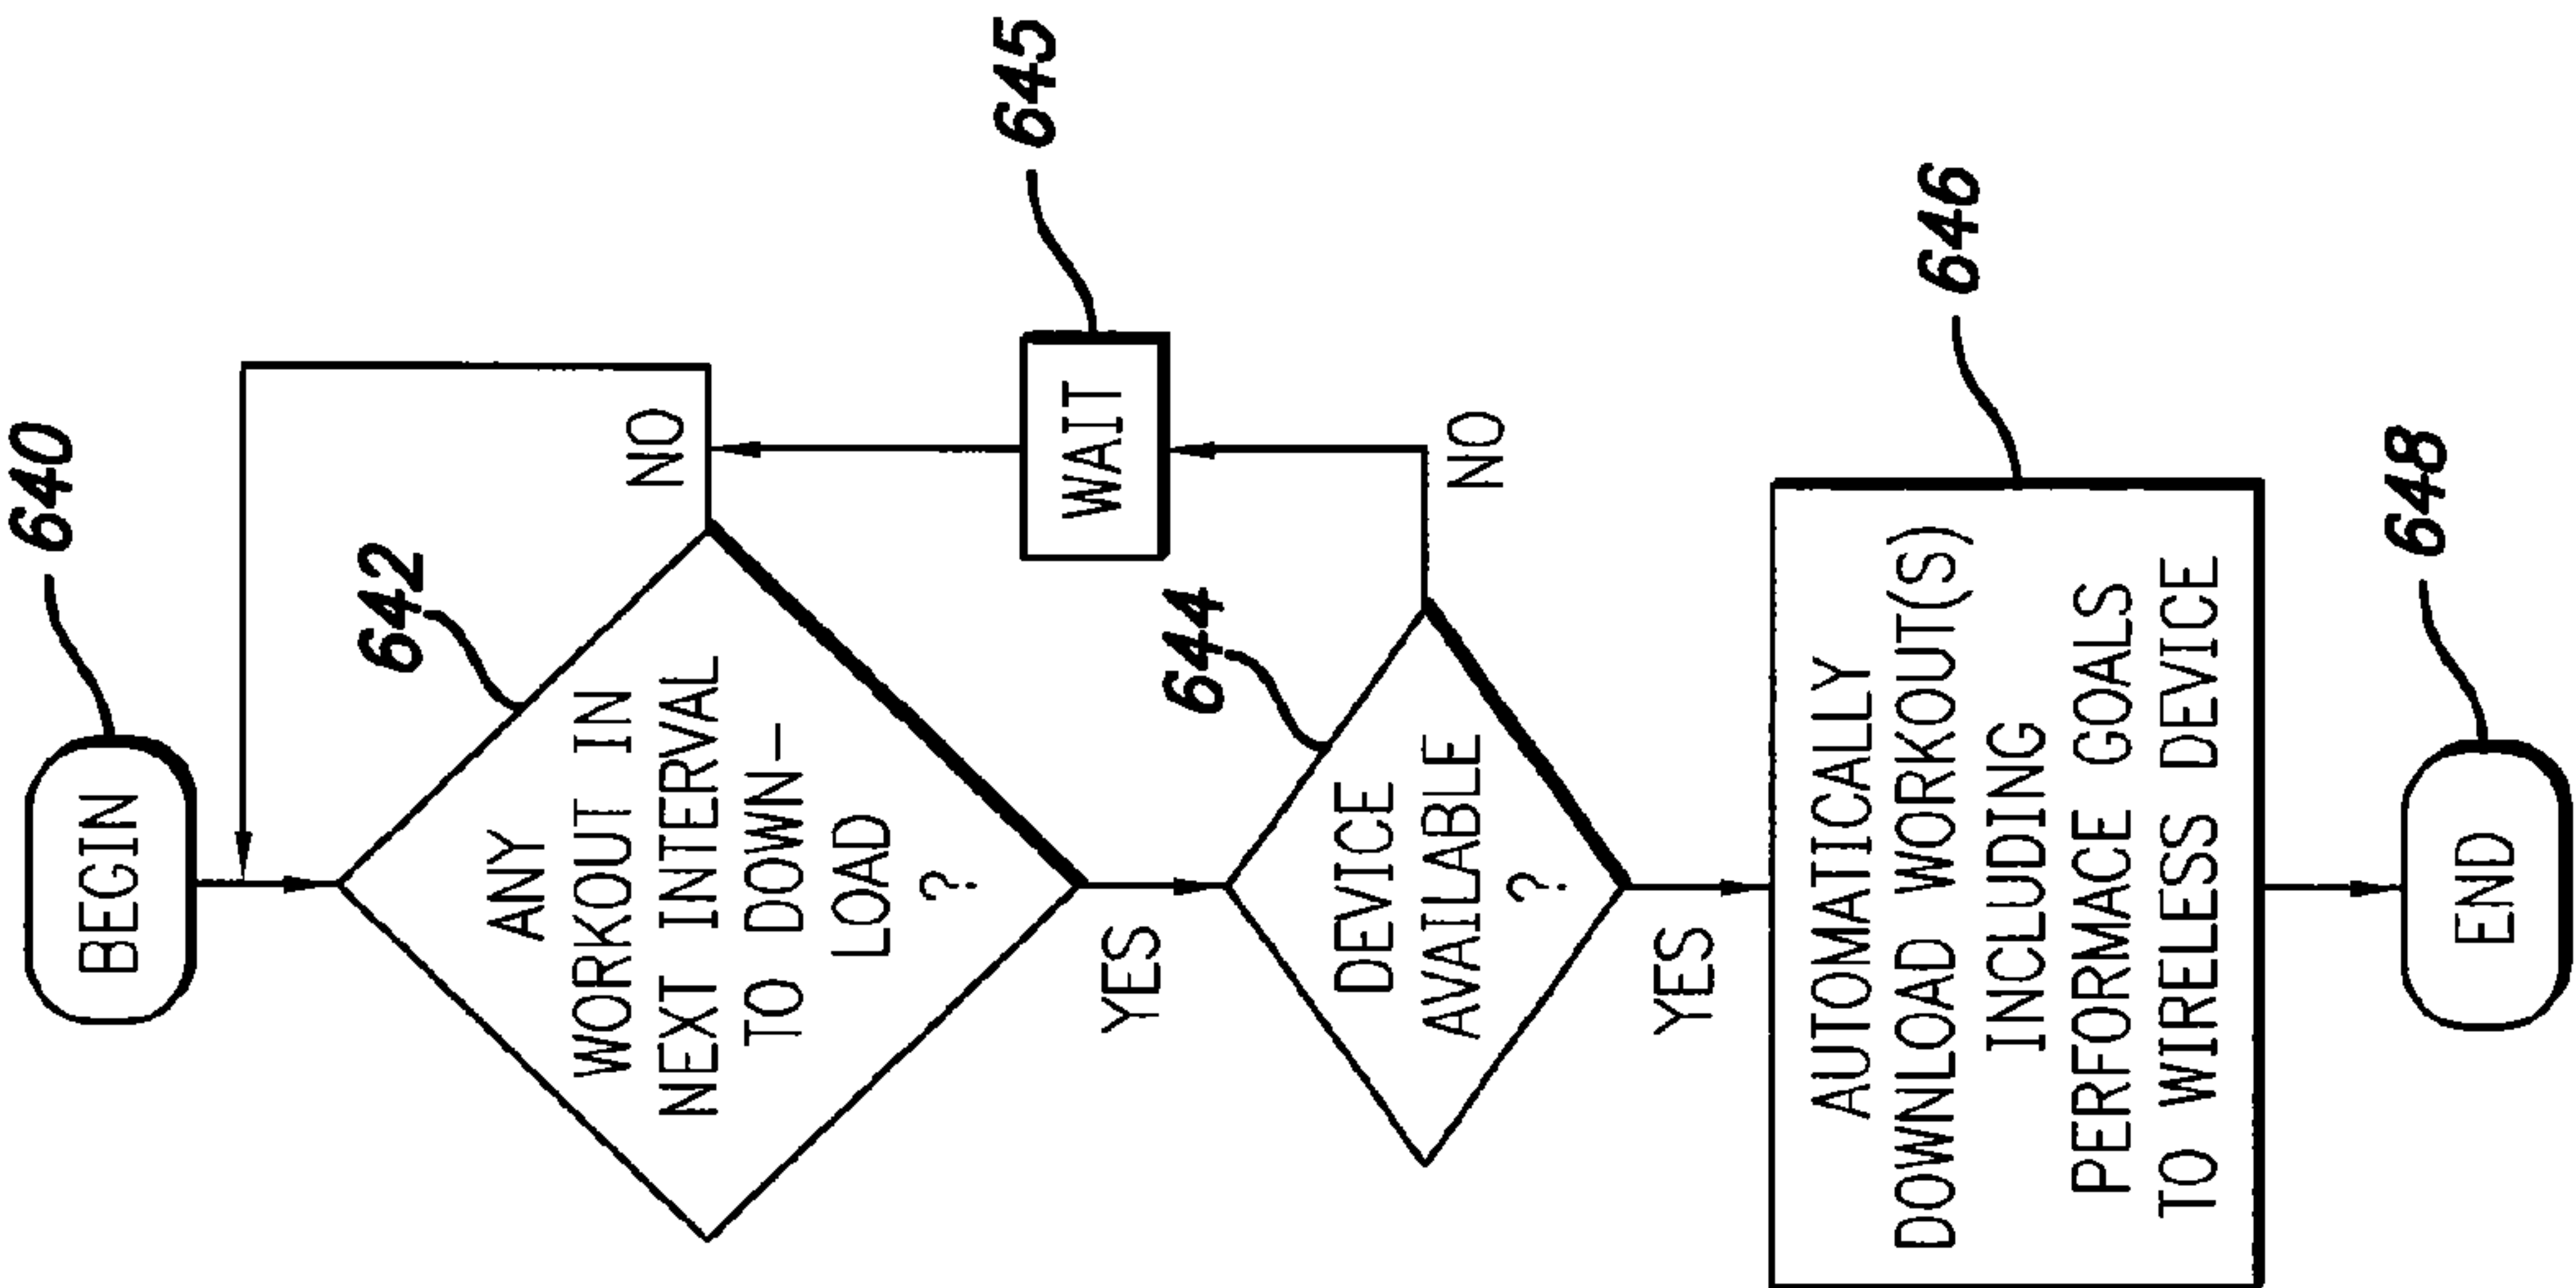 640
BEGIN
642
ANY
WORKOUT IN
NEXT INTERVAL
TO DOWN-
LOAD
?
NO
YES
645
WAIT
644
DEVICE
AVAILABLE
?
NO
YES
646
AUTOMATICALLY
DOWNLOAD WORKOUT(S)
INCLUDING
PERFORMACE GOALS
TO WIRELESS DEVICE
648
END